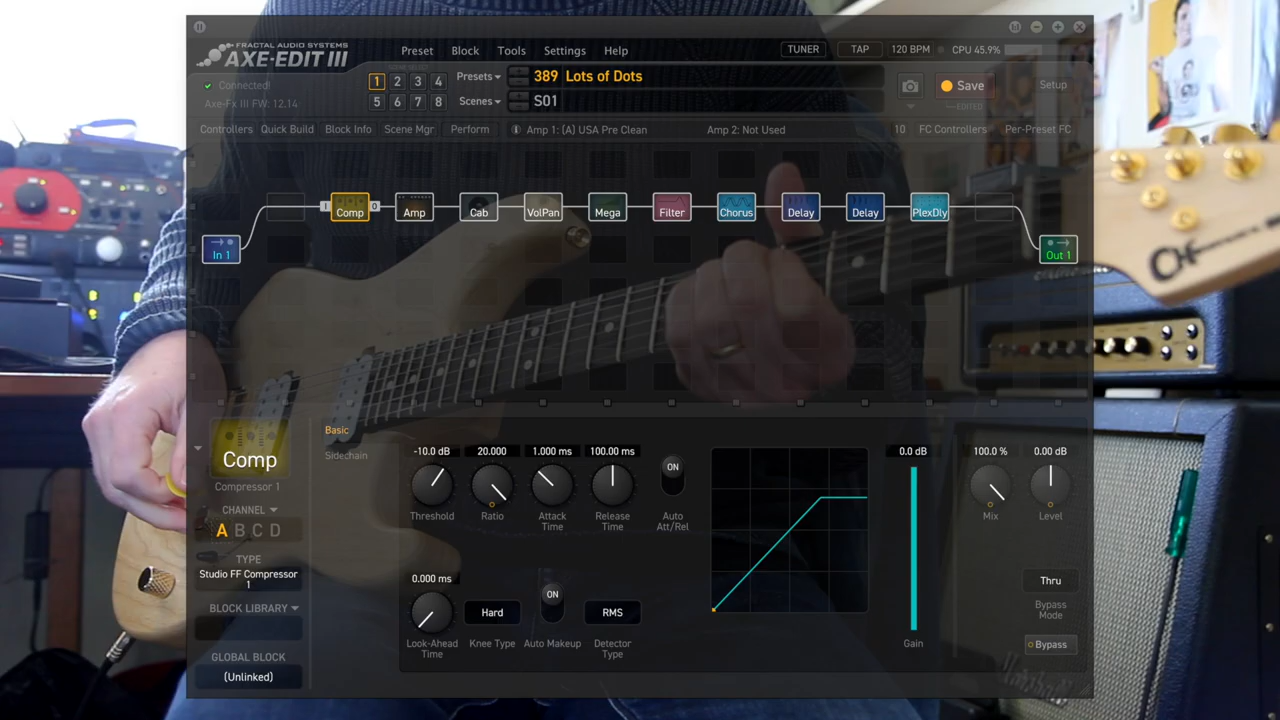 FRACTAL AUDIO SYSTEMS
AXE-EDIT III
Preset Block Tools Settings Help
TUNER TAP 120 BPM CPU 45.9%
Connected!
Axe-Fx III FW. 12.14
SCENE SELECT
1 2 3 4
5 6 7 8
Presets 389 Lots of Dots
Scenes S01
Save
EDITED
Setup
Controllers Quick Build Block Info Scene Mgr Perform
Amp 1: (A) USA Pre Clean Amp 2: Not Used
10 FC Controllers Per-Preset FC
I Comp O Amp Cab VolPan Mega Filter Chorus Delay Delay PlexDly
In 1 Out 1
Comp
Compressor 1
CHANNEL
A B C D
TYPE
Studio FF Compressor
1
BLOCK LIBRARY
GLOBAL BLOCK
(Unlinked)
Basic
Sidechain
-10.0 dB 20.000 1.000 ms 100.00 ms
ON
Threshold Ratio Attack Time Release Time Auto Att/Rel
0.000 ms
Hard ON RMS
Look-Ahead Time Knee Type Auto Makeup Detector Type
0.0 dB
Gain
100.0 % 0.00 dB
Mix Level
Thru
Bypass Mode
Bypass